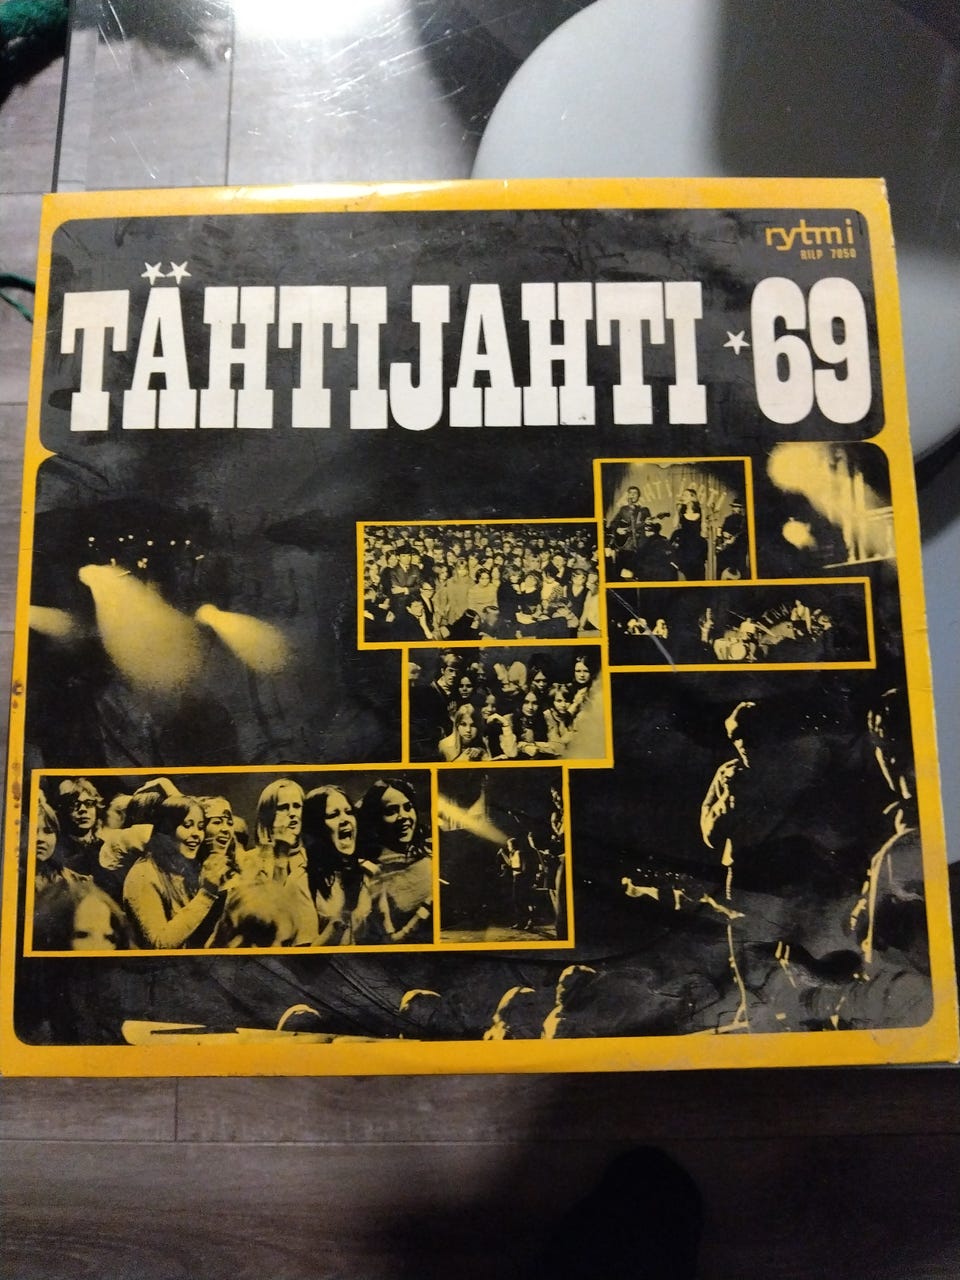 rytmi
RILP 7050
TÄHTIJAHTI *69